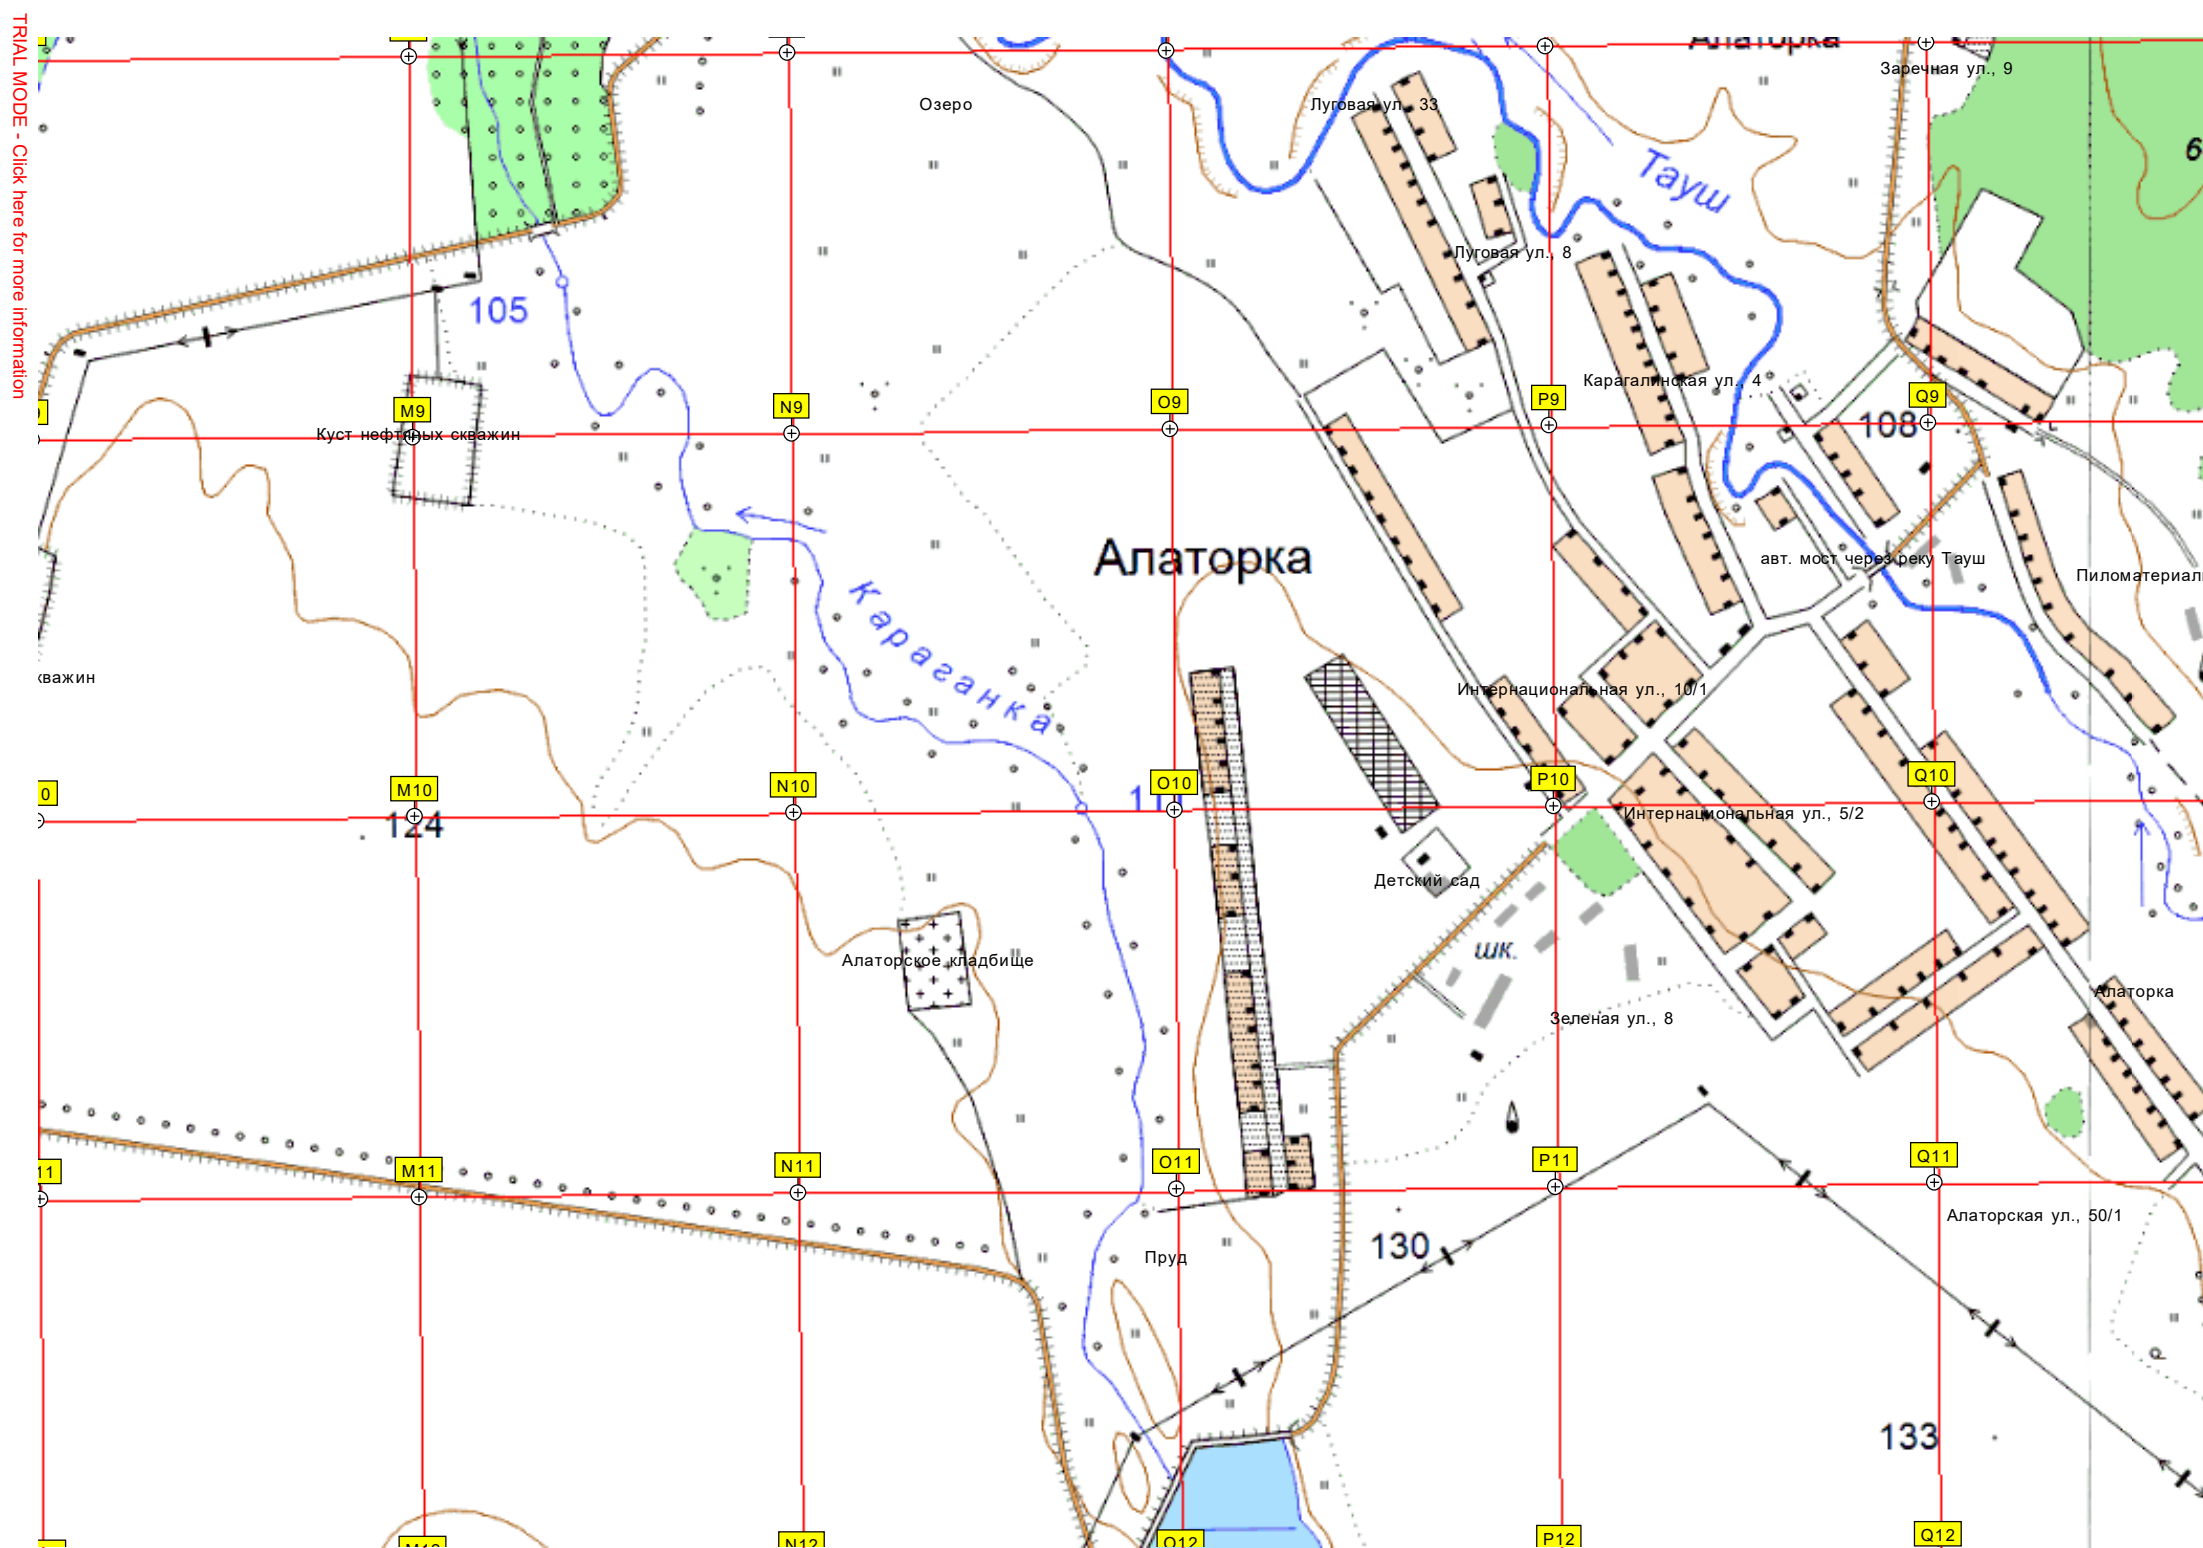 TRIAL MODE - Click here for more information
Алаторка
Заречная ул., 9
Озеро
Луговая ул., 33
Тауш
Луговая ул., 8
105
Карагалинская ул., 4
M9
N9
O9
P9
Q9
Куст нефтяных скважин
108
Алаторка
авт. мост через реку Тауш
Пиломатериал
Караганка
кважин
Интернациональная ул., 10/1
M10
N10
O10
P10
Q10
124
Интернациональная ул., 5/2
Детский сад
шк.
Алаторское кладбище
Алаторка
Зеленая ул., 8
11
M11
N11
O11
P11
Q11
Алаторская ул., 50/1
130
Пруд
133
N12
O12
P12
Q12